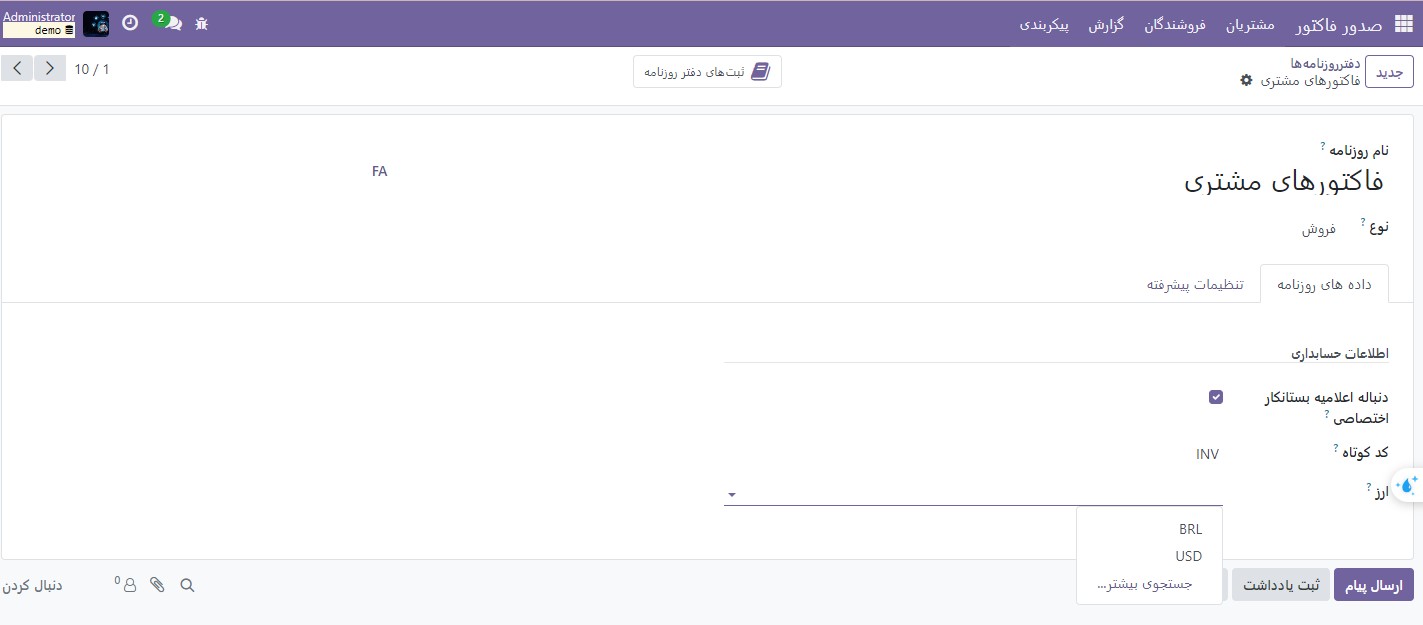 صدور فاکتور مشتریان فروشندگان گزارش پیکربندی 2 Administrator
demo
جدید دفترروزنامه‌ها ثبت‌های دفتر روزنامه 10 / 1
فاکتورهای مشتری
نام روزنامه ?
فاکتورهای مشتری FA
نوع ? فروش
داده های روزنامه تنظیمات پیشرفته
اطلاعات حسابداری
دنباله اعلامیه بستانکار
اختصاصی ?
کد کوتاه ? INV
ارز ?
BRL
USD
جستجوی بیشتر...
ارسال پیام ثبت یادداشت 0 دنبال کردن